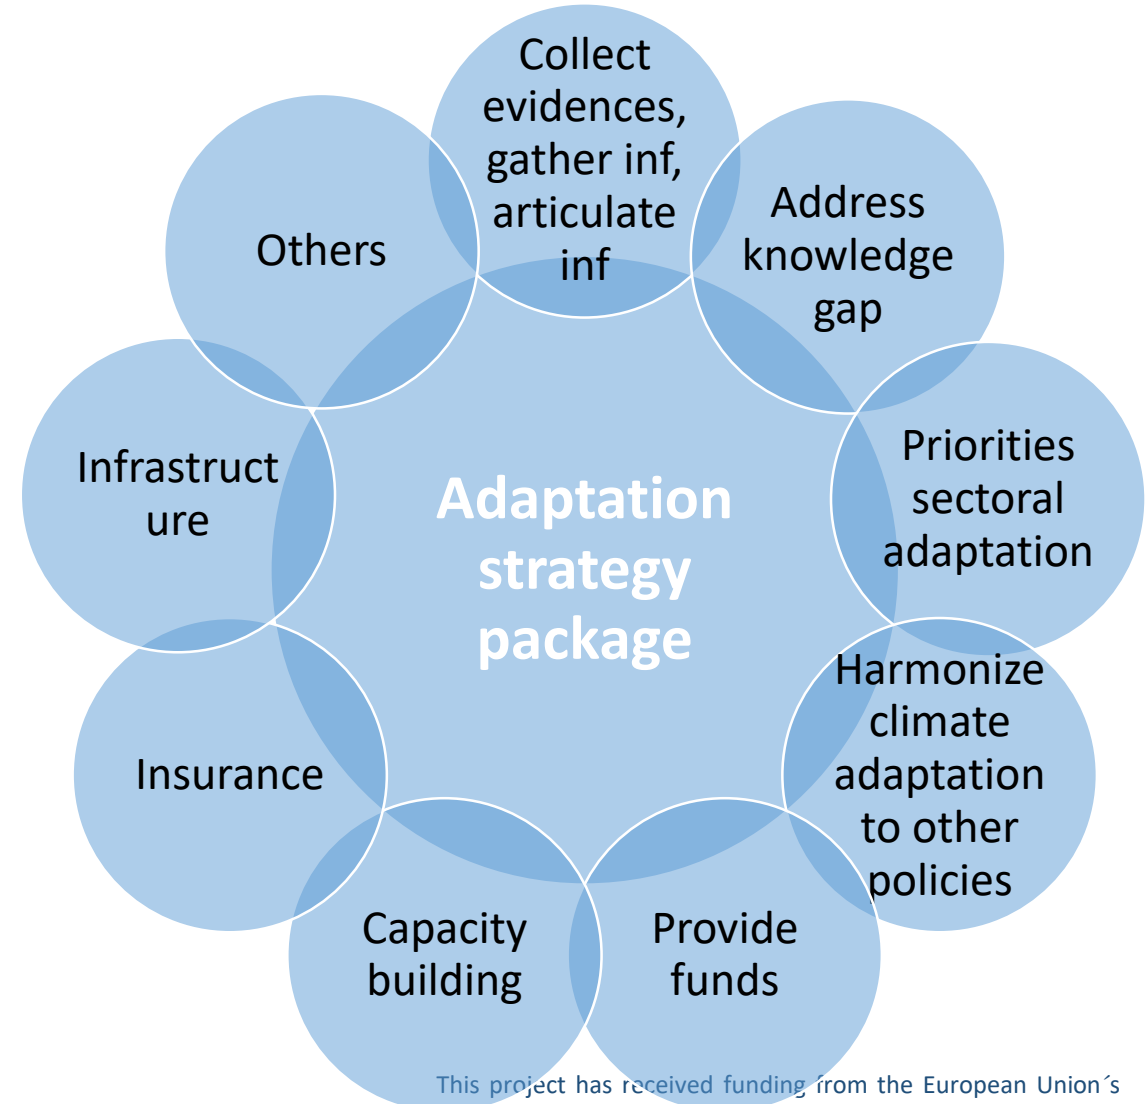 Collect
evidences,
gather inf,
articulate
inf
Address
knowledge
gap
Priorities
sectoral
adaptation
Harmonize
climate
adaptation
to other
policies
Provide
funds
Capacity
building
Insurance
Infrastruct
ure
Others
Adaptation
strategy
package
This project has received funding from the European Union´s